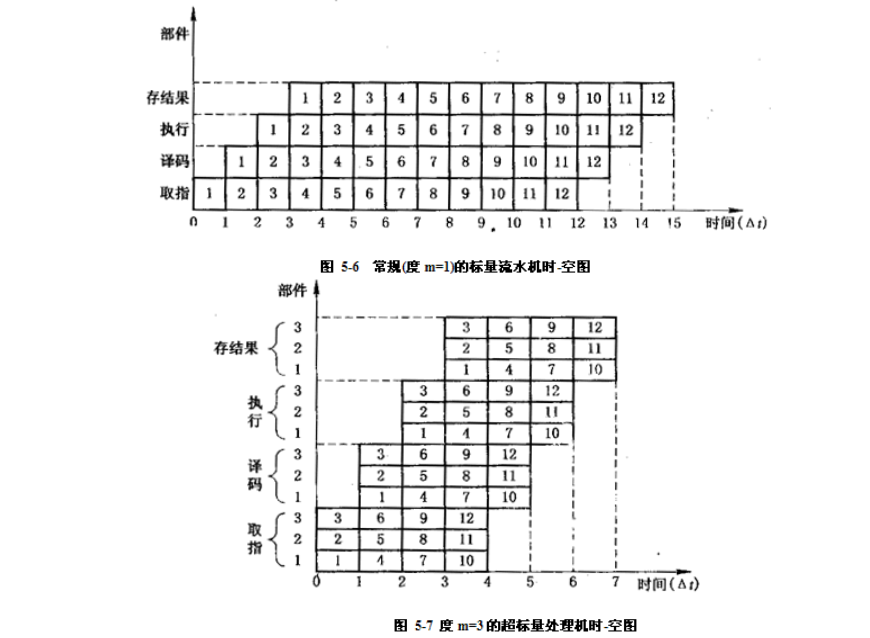 部件
存结果 1 2 3 4 5 6 7 8 9 10 11 12
执行 1 2 3 4 5 6 7 8 9 10 11 12
译码 1 2 3 4 5 6 7 8 9 10 11 12
取指 1 2 3 4 5 6 7 8 9 10 11 12
0 1 2 3 4 5 6 7 8 9 10 11 12 13 14 15 时间(Δt)
图 5-6 常规(度 m=1)的标量流水机时-空图
部件
3 3 6 9 12
存结果 2 2 5 8 11
1 1 4 7 10
3 3 6 9 12
执行 2 2 5 8 11
1 1 4 7 10
3 3 6 9 12
译码 2 2 5 8 11
1 1 4 7 10
3 3 6 9 12
取指 2 2 5 8 11
1 1 4 7 10
0 1 2 3 4 5 6 7 时间(Δt)
图 5-7 度 m=3 的超标量处理机时-空图